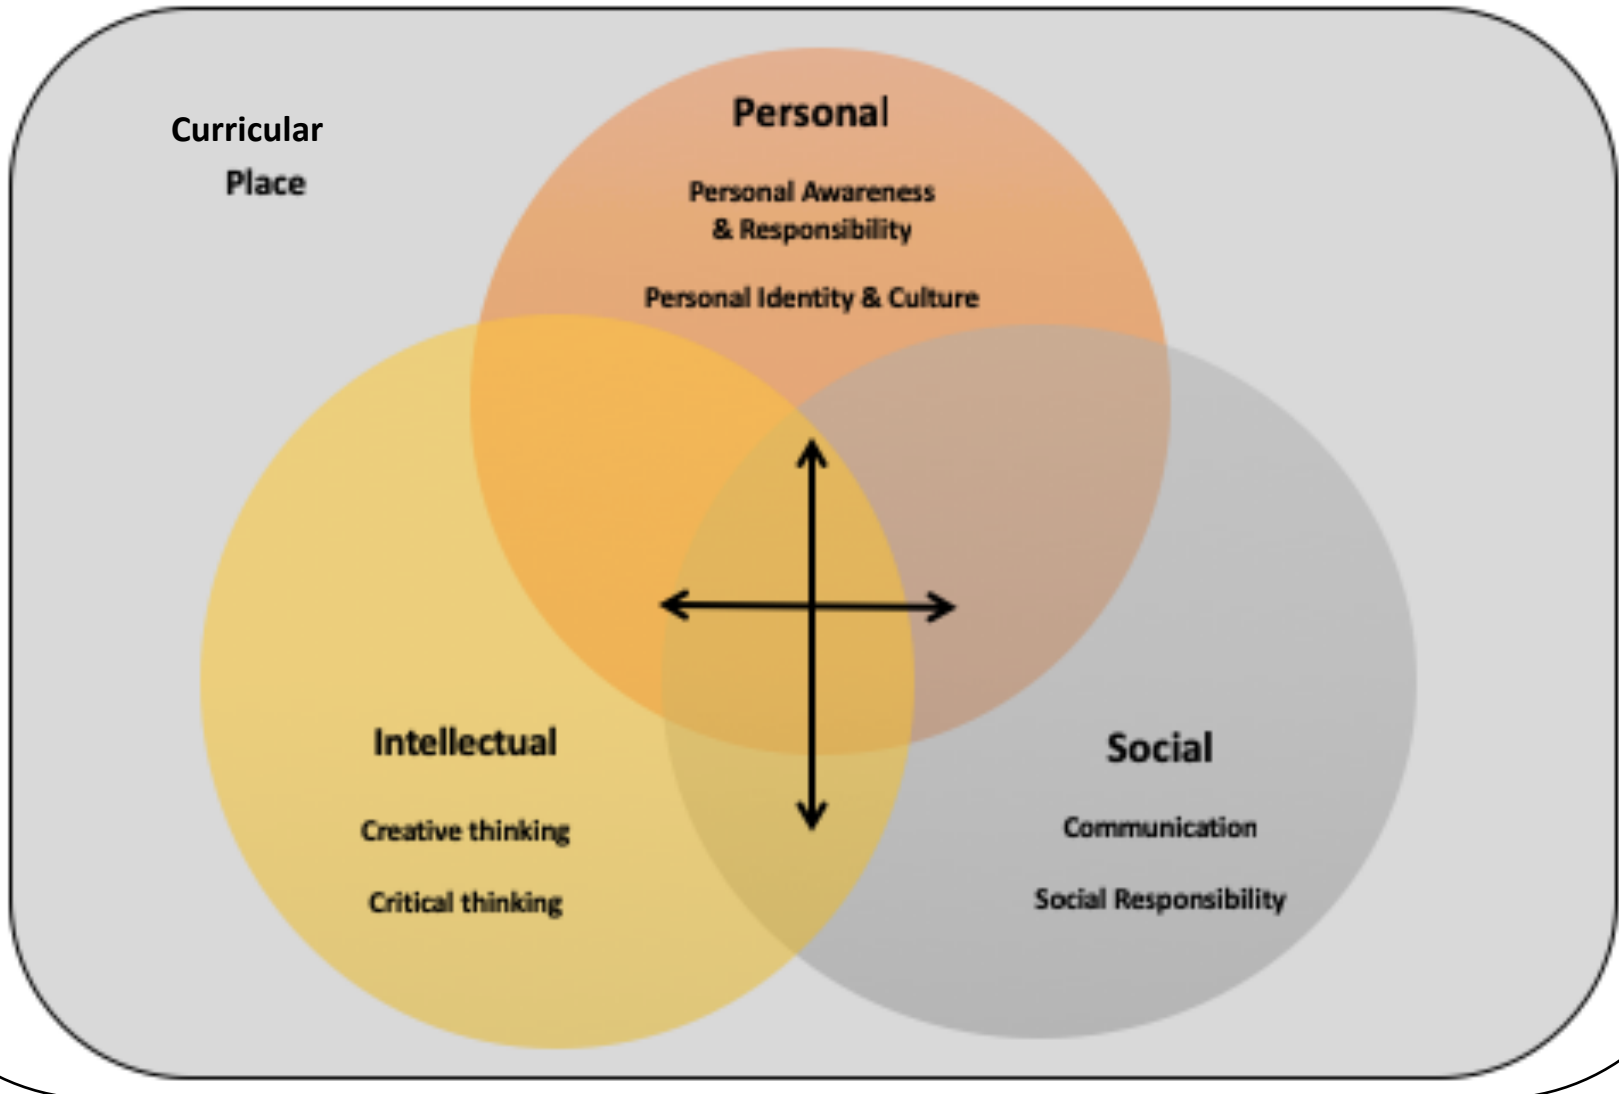 Curricular
Place
Personal
Personal Awareness
& Responsibility
Personal Identity & Culture
Intellectual
Creative thinking
Critical thinking
Social
Communication
Social Responsibility